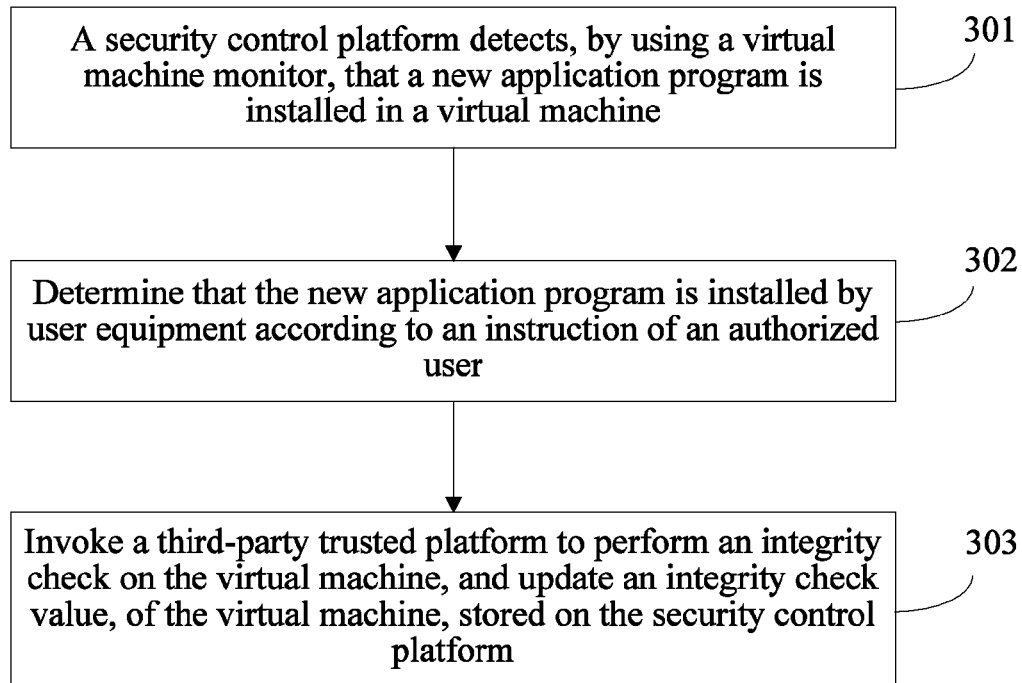 A security control platform detects, by using a virtual
machine monitor, that a new application program is
installed in a virtual machine
301
Determine that the new application program is installed by
user equipment according to an instruction of an authorized
user
302
Invoke a third-party trusted platform to perform an integrity
check on the virtual machine, and update an integrity check
value, of the virtual machine, stored on the security control
platform
303